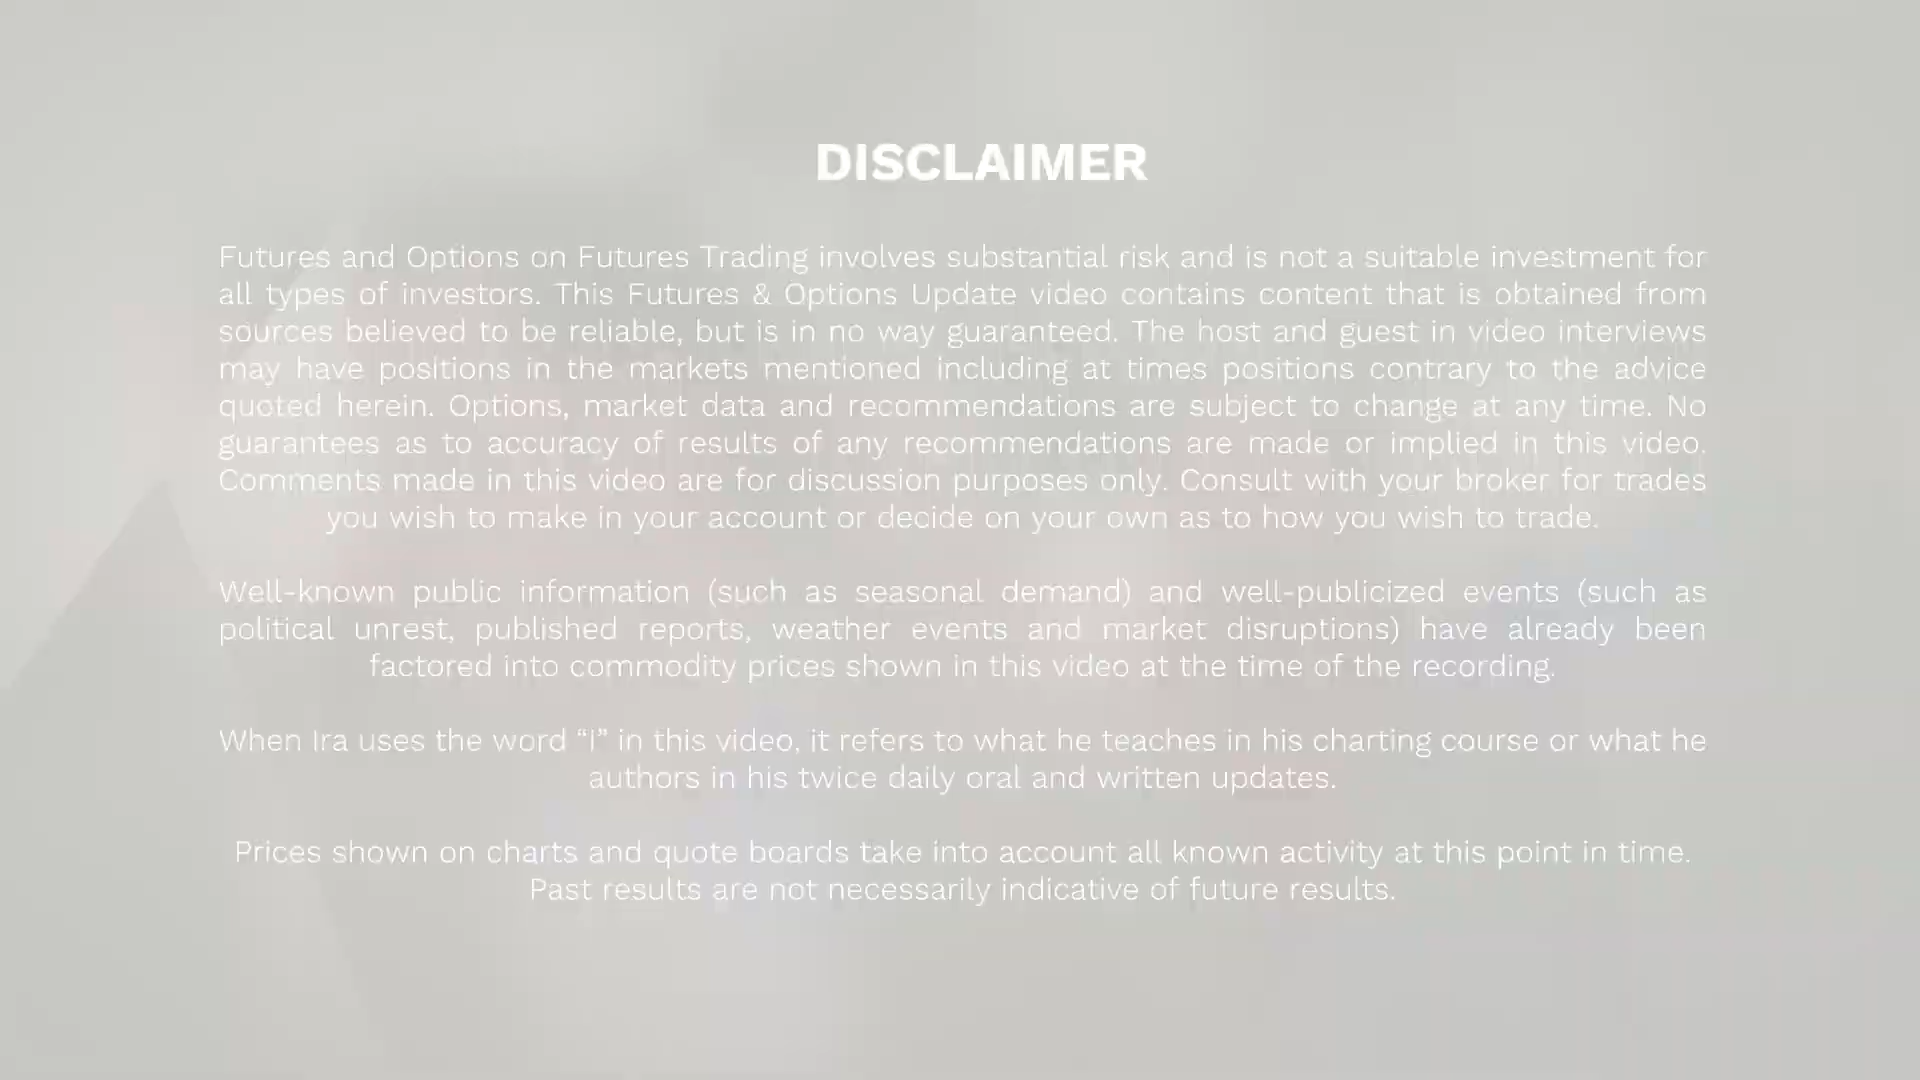 DISCLAIMER
Futures and Options on Futures Trading involves substantial risk and is not a suitable investment for
all types of investors. This Futures & Options Update video contains content that is obtained from
sources believed to be reliable, but is in no way guaranteed. The host and guest in video interviews
may have positions in the markets mentioned including at times positions contrary to the advice
quoted herein. Options, market data and recommendations are subject to change at any time. No
guarantees as to accuracy of results of any recommendations are made or implied in this video.
Comments made in this video are for discussion purposes only. Consult with your broker for trades
you wish to make in your account or decide on your own as to how you wish to trade.
Well-known public information (such as seasonal demand) and well-publicized events (such as
political unrest, published reports, weather events and market disruptions) have already been
factored into commodity prices shown in this video at the time of the recording.
When Ira uses the word “I” in this video, it refers to what he teaches in his charting course or what he
authors in his twice daily oral and written updates.
Prices shown on charts and quote boards take into account all known activity at this point in time.
Past results are not necessarily indicative of future results.